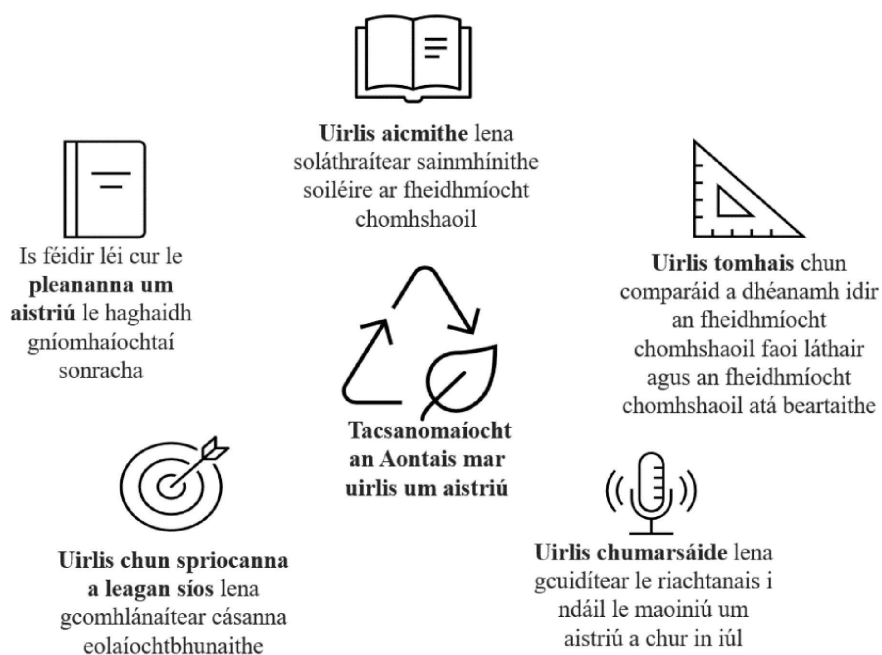 Uirlis aicmithe lena
soláthraítear sainmhínithe
soiléire ar fheidhmíocht
chomhshaoil
Is féidir léi cur le
pleananna um
aistriú le haghaidh
gníomhaíochtaí
sonracha
Uirlis tomhais chun
comparáid a dhéanamh idir
an fheidhmíocht
chomhshaoil faoi láthair
agus an fheidhmíocht
chomhshaoil atá beartaithe
Tacsanomaíocht
an Aontais mar
uirlis um aistriú
Uirlis chun spriocanna
a leagan síos lena
gcomhlánaítear cásanna
eolaíochtbhunaithe
Uirlis chumarsáide lena
gcuidítear le riachtanais i
ndáil le maoiniú um
aistriú a chur in iúl